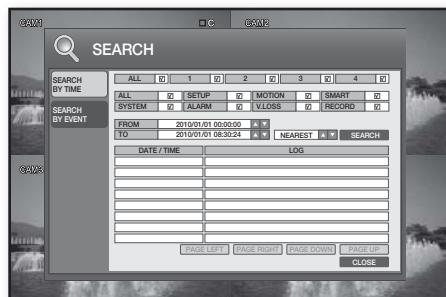 CAM1
C
CAM2
SEARCH
SEARCH BY TIME
SEARCH BY EVENT
ALL 1 2 3 4
ALL SETUP MOTION SMART
SYSTEM ALARM V.LOSS RECORD
FROM 2010/01/01 00:00:00
TO 2010/01/01 08:30:24 NEAREST SEARCH
DATE / TIME LOG
CAM3
PAGE LEFT PAGE RIGHT PAGE DOWN PAGE UP
CLOSE